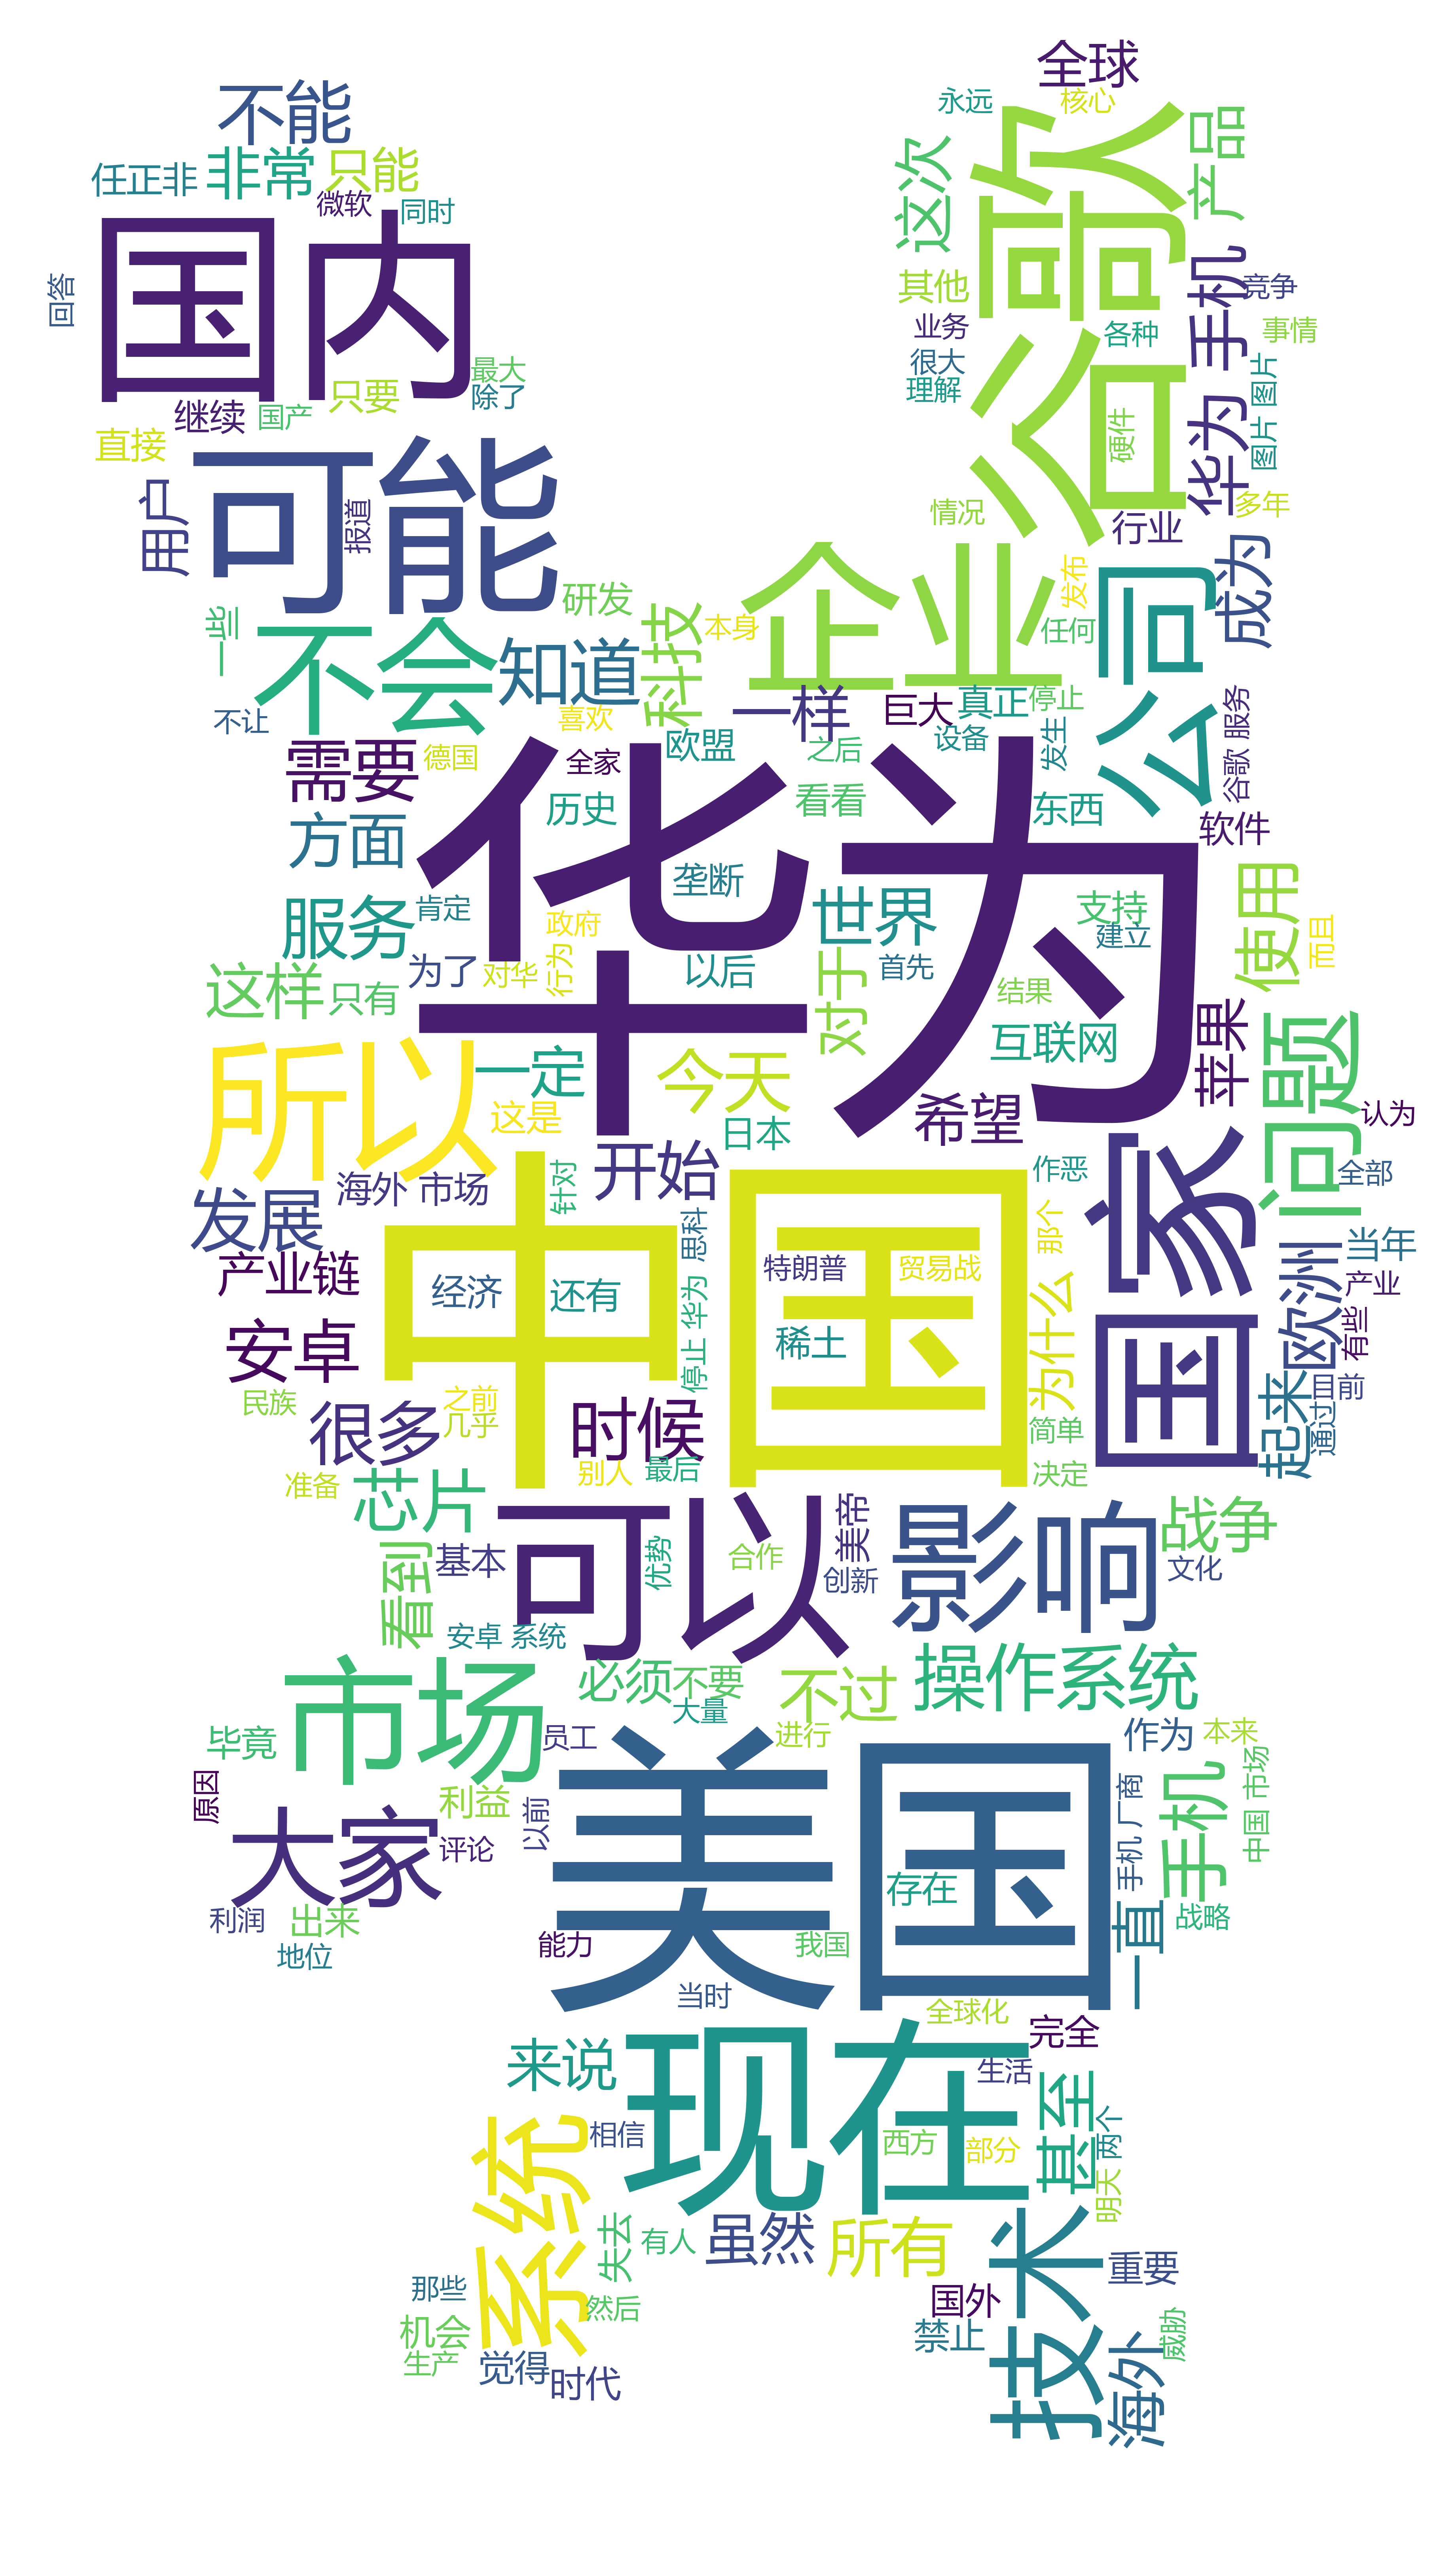 全球
不能
永远
核心
谷歌
产品
这次
任正非
非常
只能
微软
同时
国内
回答
其他
手机
竞争
业务
各种
事情
很大
理解
最大
除了
只要
继续
国产
图片 图片
华为
硬件
直接
可能
用户
报道
情况
多年
行业
企业
公司
成为
发布
研发
科技
本身
任何
一些
不会
知道
不让
喜欢
一样
巨大
真正
停止
设备
发生
谷歌 服务
需要
德国
全家
欧盟
之后
华为
历史
看看
东西
软件
方面
垄断
使用
服务
肯定
政府
世界
支持
建立
而且
这样
只有
为了
对华
行为
以后
对于
首先
结果
苹果
互联网
问题
所以
一定
今天
这是
日本
希望
认为
国家
发展
海外 市场
针对
开始
作恶
全部
中国
思科
那个
当年
产业链
经济
还有
停止 华为
特朗普
贸易战
稀土
为什么
欧洲
产业
有些
安卓
民族
很多
之前
几乎
时候
简单
起来
目前
通过
准备
别人
最后
决定
芯片
可以
美帝
影响
战争
看到
基本
优势
合作
创新
文化
安卓 系统
市场
必须
不要
不过
操作系统
大量
毕竟
员工
进行
作为
本来
美国
原因
利益
以前
手机 厂商
手机
中国 市场
大家
评论
存在
利润
出来
能力
我国
一直
战略
地位
当时
全球化
完全
现在
来说
生活
甚至
两个
系统
相信
西方
部分
明天
失去
有人
虽然
所有
技术
重要
那些
然后
国外
机会
禁止
海外
威胁
生产
觉得
时代